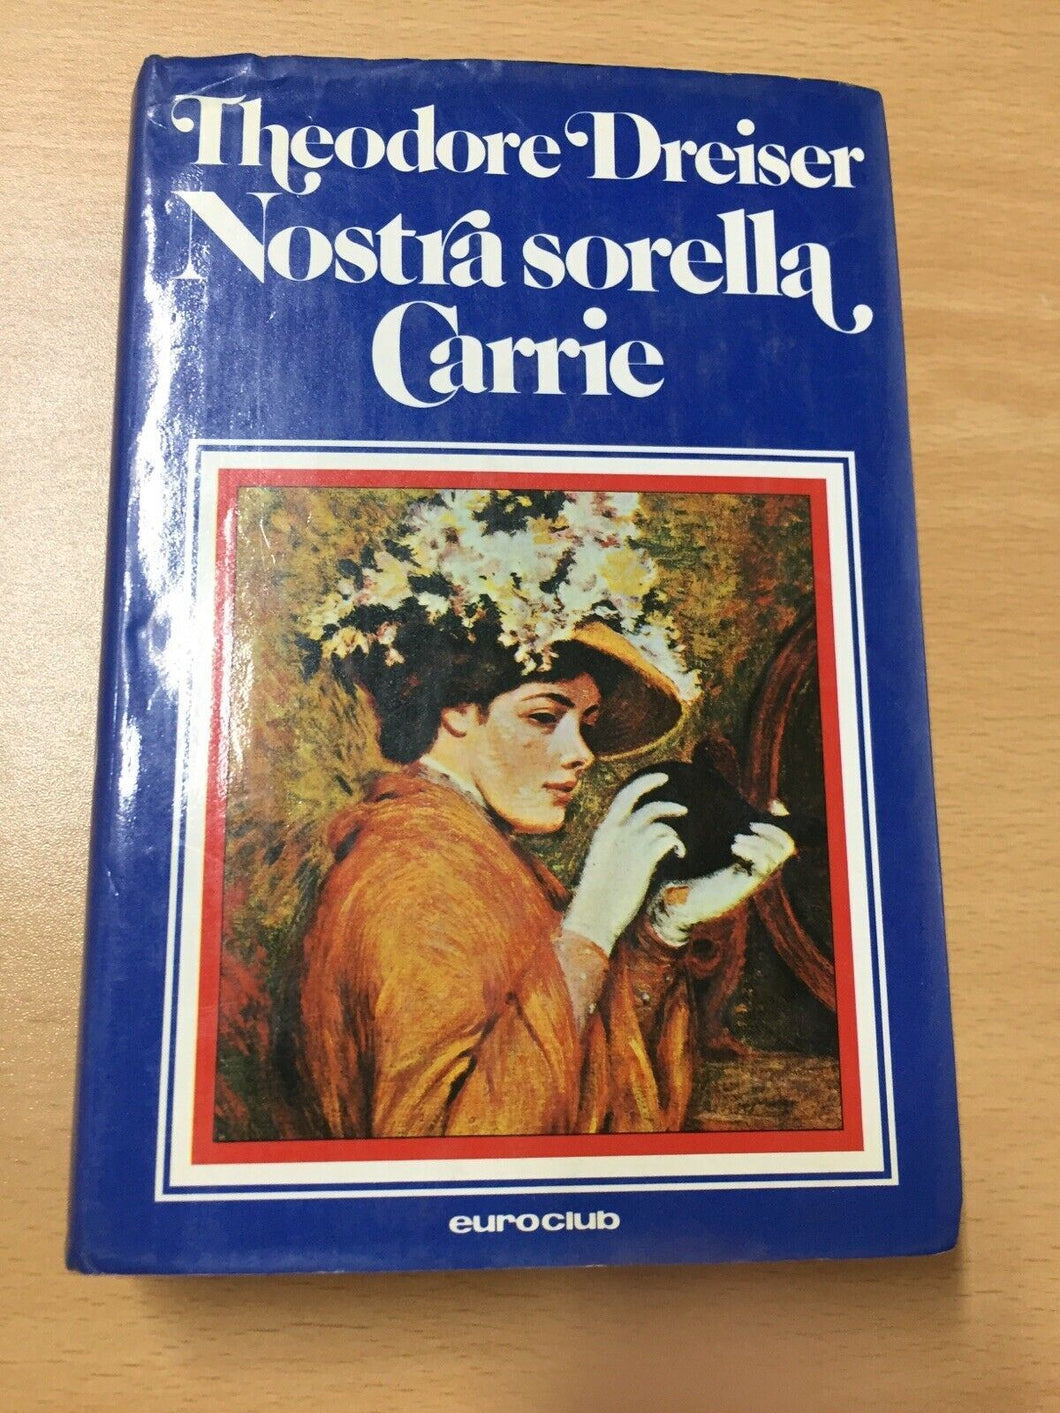 Theodore Dreiser
Nostra sorella
Carrie
euroclub